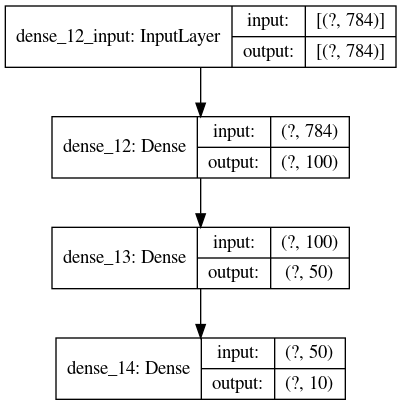 dense_12_input: InputLayer
input: [(?, 784)]
output: [(?, 784)]
dense_12: Dense
input: (?, 784)
output: (?, 100)
dense_13: Dense
input: (?, 100)
output: (?, 50)
dense_14: Dense
input: (?, 50)
output: (?, 10)